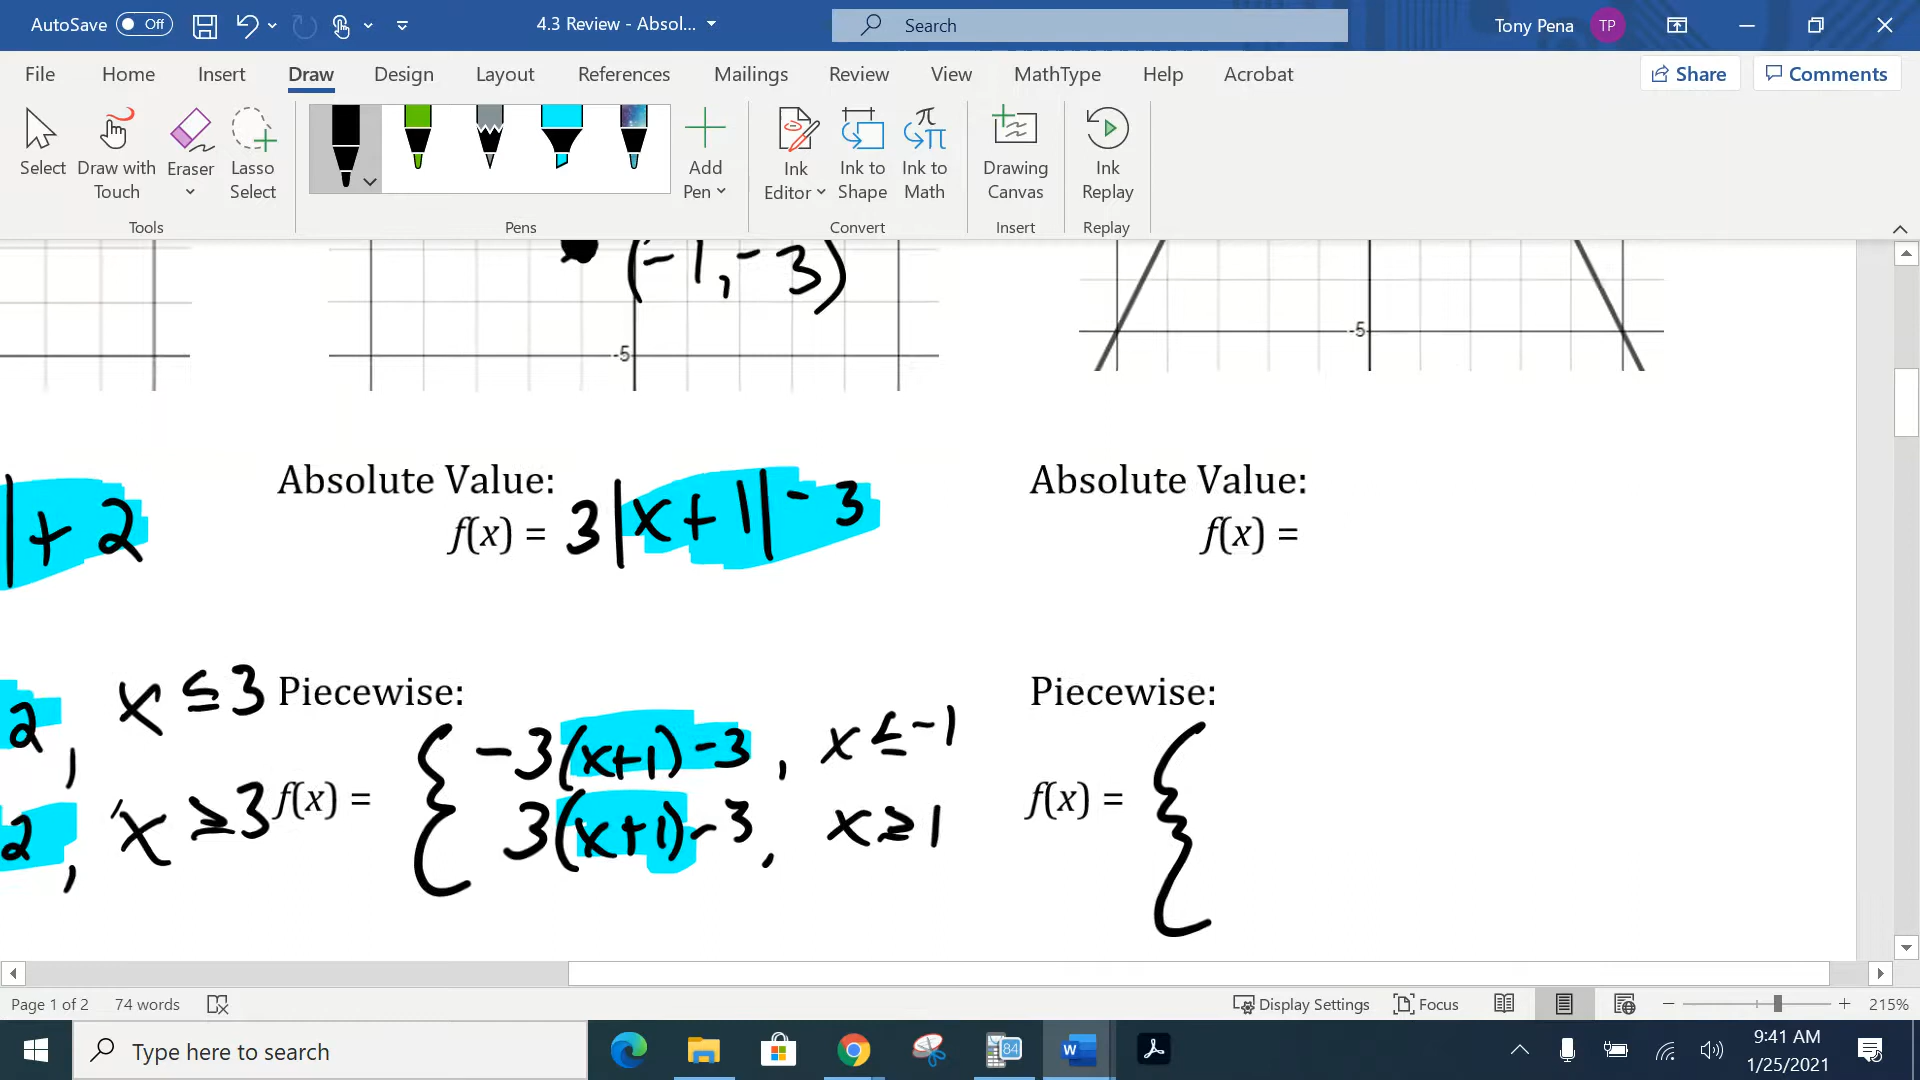 AutoSave Off 4.3 Review - Absol... Search Tony Pena TP
File Home Insert Draw Design Layout References Mailings Review View MathType Help Acrobat Share Comments
Select Draw with Touch Eraser Lasso Select Add Pen Ink Editor Ink to Shape Ink to Math Drawing Canvas Ink Replay
Tools Pens Convert Insert Replay
(-1,-3)
-5 -5
Absolute Value: Absolute Value:
|+ 2 f(x) = 3|x+1|-3 f(x) =
x ≤ 3 Piecewise: Piecewise:
2, -3(x+1)-3, x ≤ -1
f(x) = { f(x) = {
2, x ≥ 3 3(x+1)-3, x ≥ 1
Page 1 of 2 74 words Display Settings Focus 215%
Type here to search 84 9:41 AM
1/25/2021